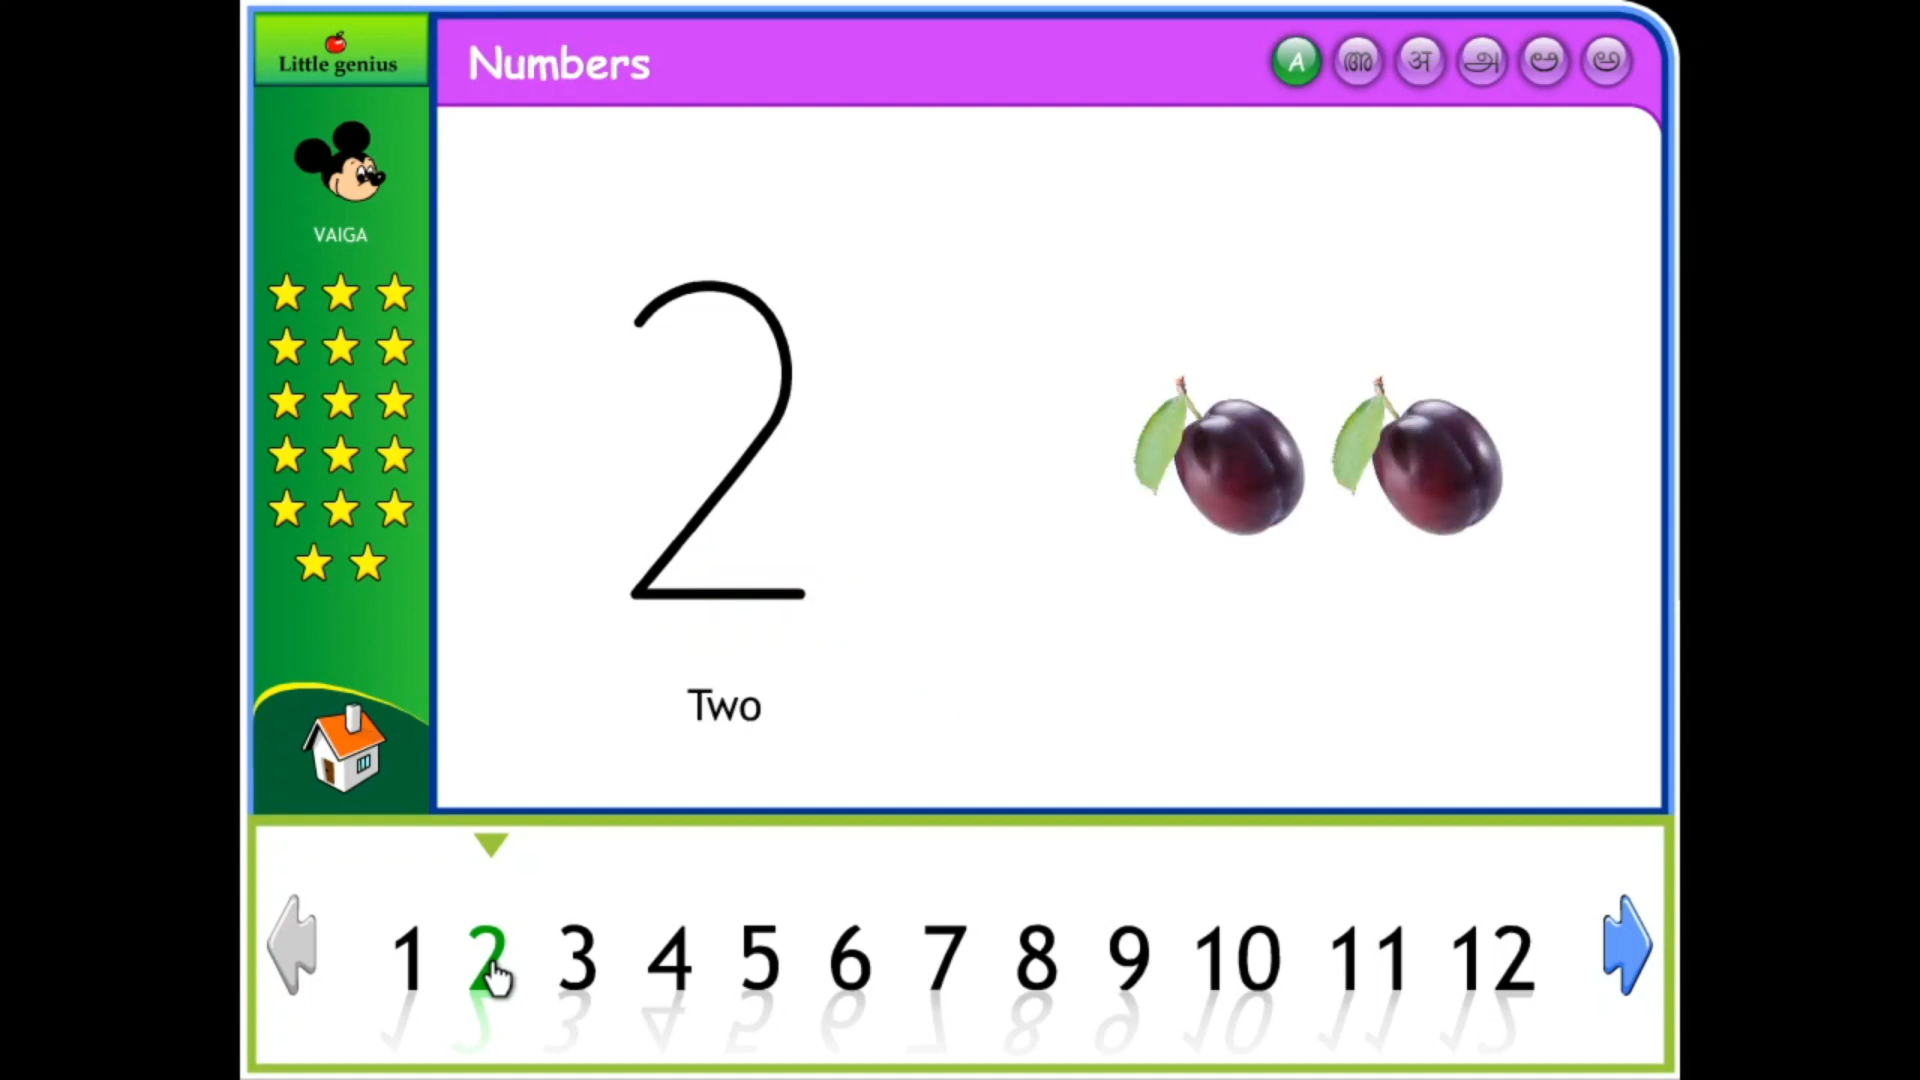 Little genius
Numbers
A അ अ அ ಅ అ
VAIGA
2
Two
1 2 3 4 5 6 7 8 9 10 11 12